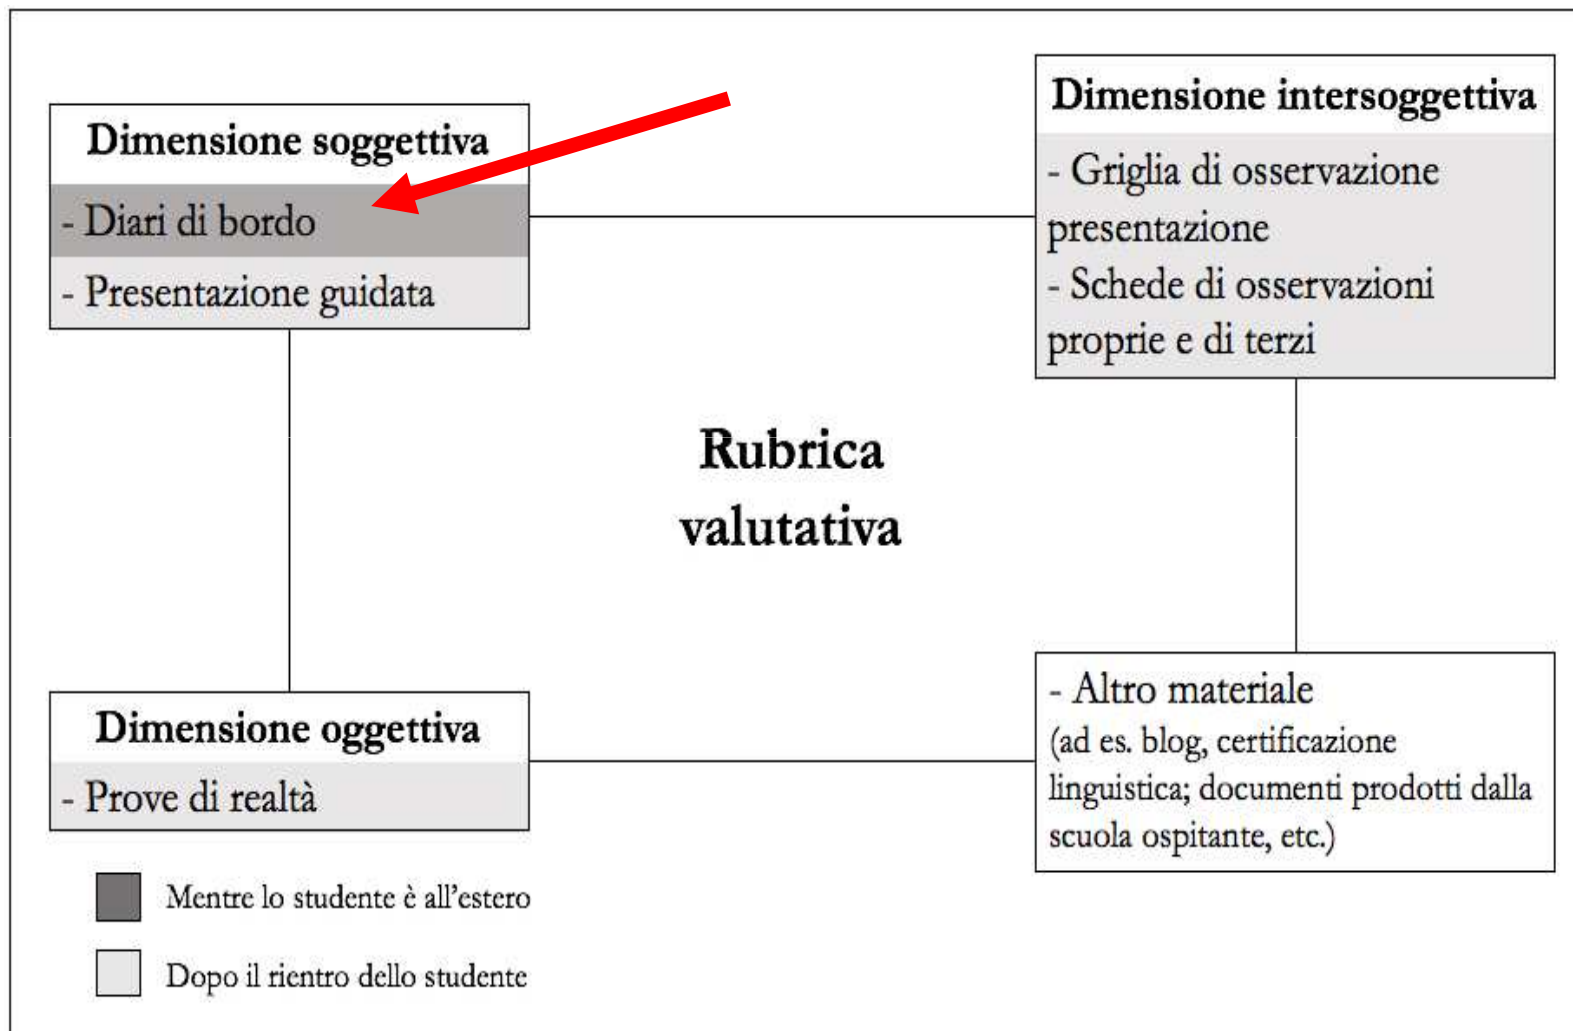 Dimensione soggettiva
- Diari di bordo
- Presentazione guidata
Dimensione intersoggettiva
- Griglia di osservazione
presentazione
- Schede di osservazioni
proprie e di terzi
Rubrica
valutativa
Dimensione oggettiva
- Prove di realtà
- Altro materiale
(ad es. blog, certificazione
linguistica; documenti prodotti dalla
scuola ospitante, etc.)
Mentre lo studente è all'estero
Dopo il rientro dello studente